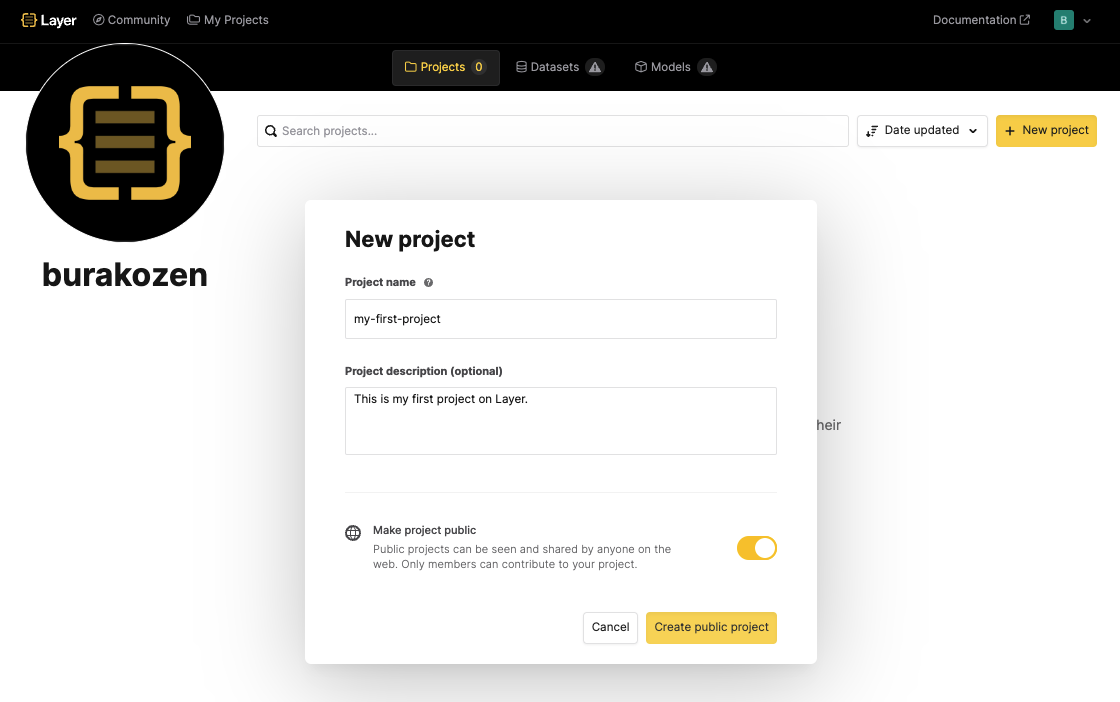 Layer
Community
My Projects
Documentation
B
Projects 0
Datasets
Models
Search projects...
Date updated
New project
burakozen
New project
Project name
my-first-project
Project description (optional)
This is my first project on Layer.
heir
Make project public
Public projects can be seen and shared by anyone on the
web. Only members can contribute to your project.
Cancel
Create public project